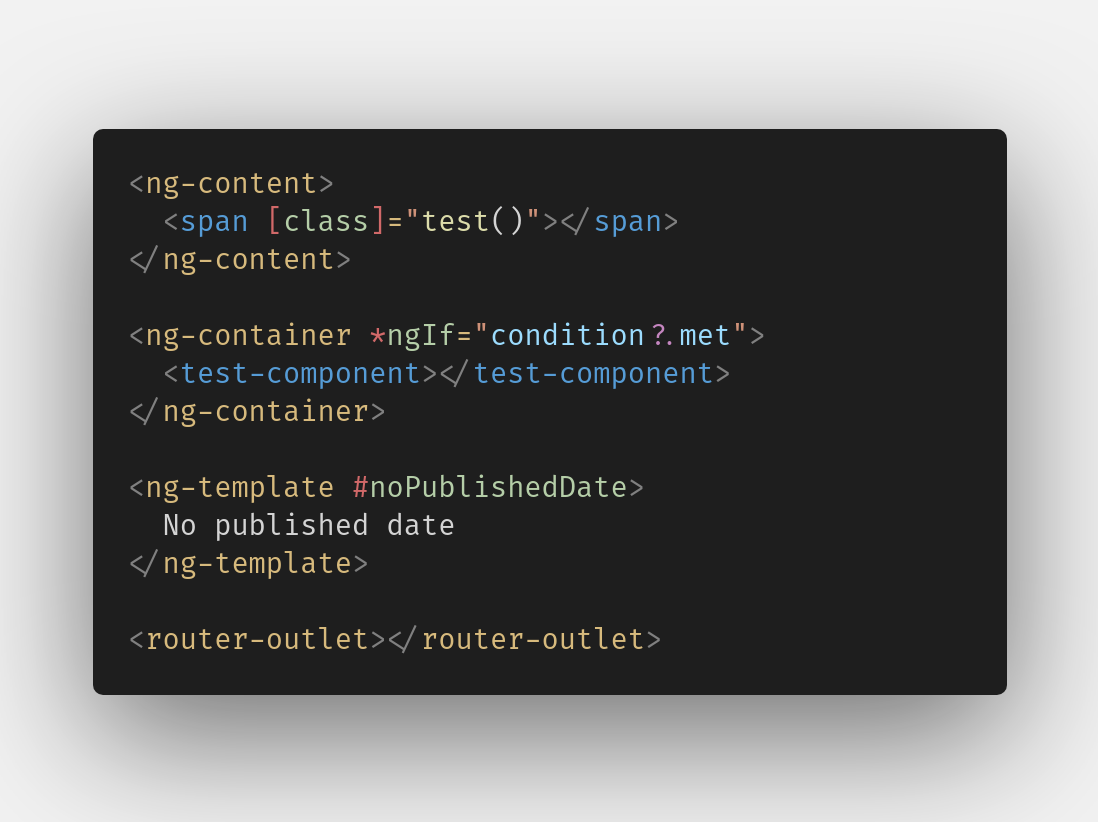 <ng-content>
  <span [class]="test()"></span>
</ng-content>

<ng-container *ngIf="condition?.met">
  <test-component></test-component>
</ng-container>

<ng-template #noPublishedDate>
  No published date
</ng-template>

<router-outlet></router-outlet>